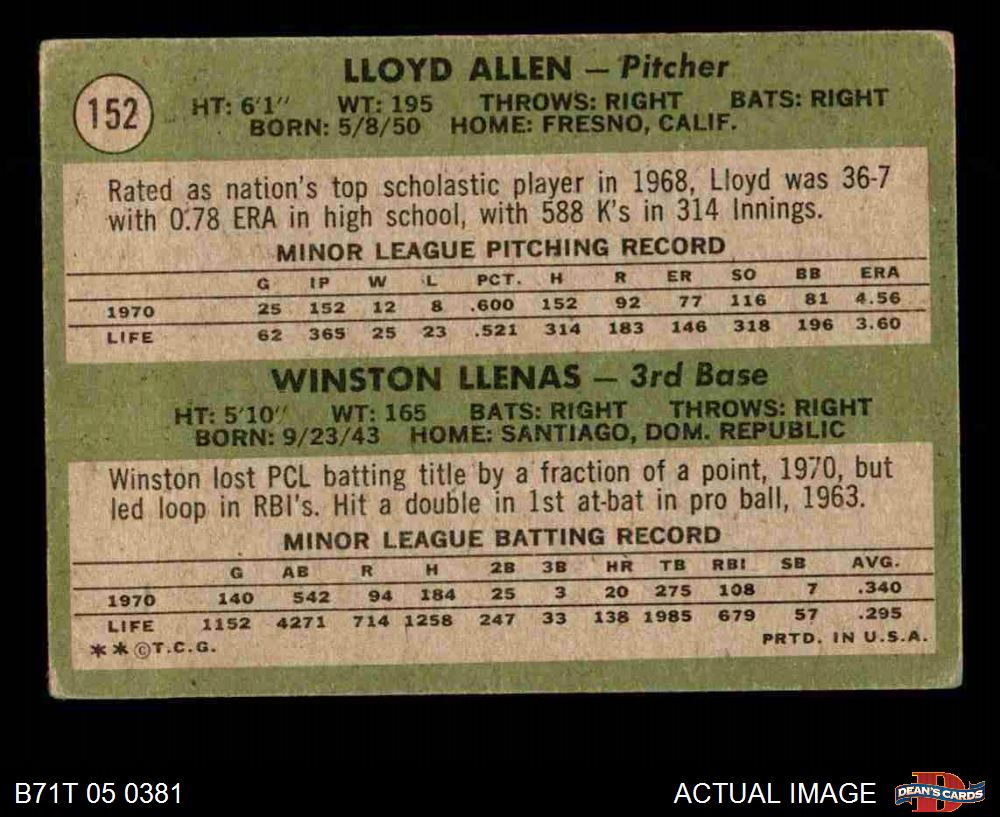 LLOYD ALLEN — Pitcher
152
HT: 6'1" WT: 195 THROWS: RIGHT BATS: RIGHT
BORN: 5/8/50 HOME: FRESNO, CALIF.
Rated as nation's top scholastic player in 1968, Lloyd was 36-7
with 0.78 ERA in high school, with 588 K's in 314 Innings.
MINOR LEAGUE PITCHING RECORD
G IP W L PCT. H R ER SO BB ERA
1970 25 152 12 8 .600 152 92 77 116 81 4.56
LIFE 62 365 25 23 .521 314 183 146 318 196 3.60
WINSTON LLENAS — 3rd Base
HT: 5'10" WT: 165 BATS: RIGHT THROWS: RIGHT
BORN: 9/23/43 HOME: SANTIAGO, DOM. REPUBLIC
Winston lost PCL batting title by a fraction of a point, 1970, but
led loop in RBI's. Hit a double in 1st at-bat in pro ball, 1963.
MINOR LEAGUE BATTING RECORD
G AB R H 2B 3B HR TB RBI SB AVG.
1970 140 542 94 184 25 3 20 275 108 7 .340
LIFE 1152 4271 714 1258 247 33 138 1985 679 57 .295
**©T.C.G. PRTD. IN U.S.A.
B71T 05 0381 ACTUAL IMAGE DEAN'S CARDS